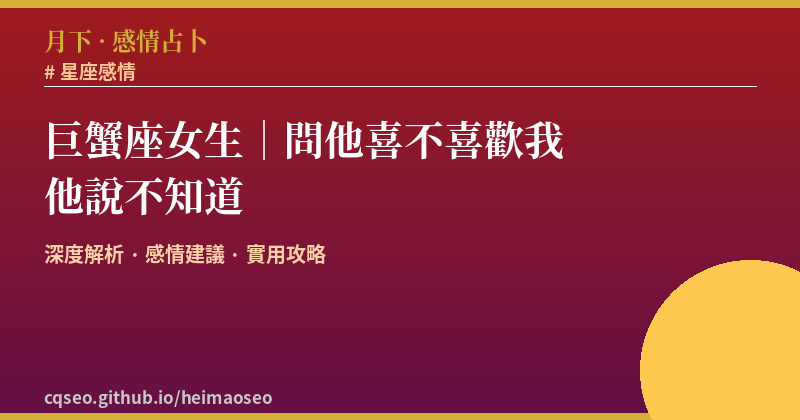 月下 · 感情占卜
# 星座感情
巨蟹座女生｜問他喜不喜歡我
他說不知道
深度解析 · 感情建議 · 實用攻略
cqseo.github.io/heimaoseo